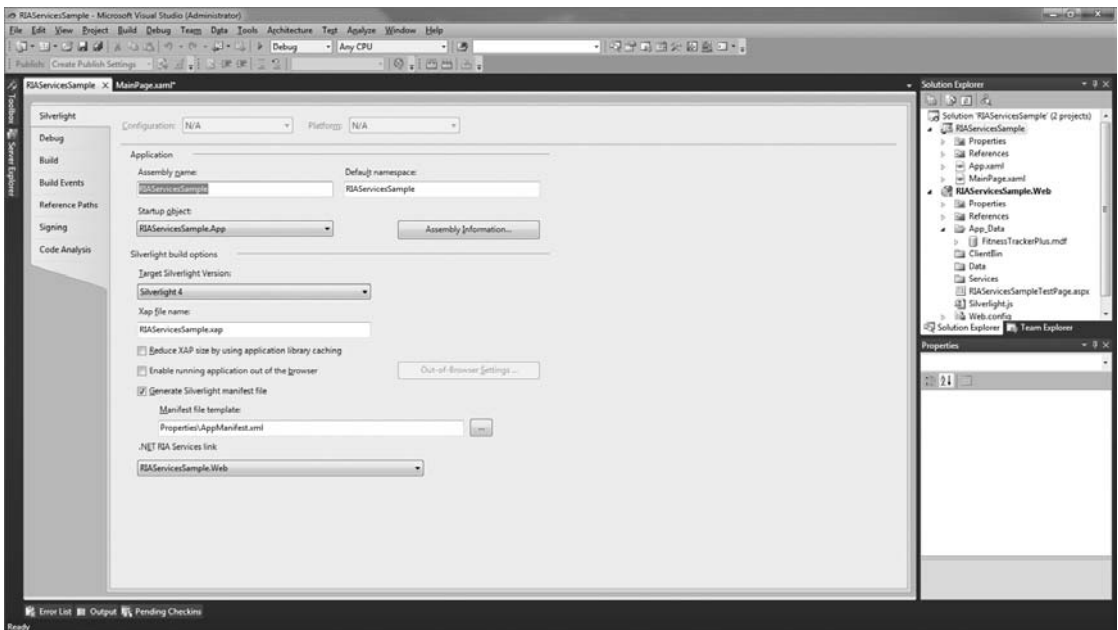 RIAServicesSample - Microsoft Visual Studio (Administrator)
File Edit View Project Build Debug Team Data Tools Architecture Test Analyze Window Help
Debug Any CPU
Publish: Create Publish Settings
RIAServicesSample X MainPage.xaml*
Toolbox
Server Explorer
Silverlight
Debug
Build
Build Events
Reference Paths
Signing
Code Analysis
Configuration: N/A Platform: N/A
Application
Assembly name: Default namespace:
RIAServicesSample RIAServicesSample
Startup object:
RIAServicesSample.App Assembly Information...
Silverlight build options
Target Silverlight Version:
Silverlight 4
Xap file name:
RIAServicesSample.xap
Reduce XAP size by using application library caching
Enable running application out of the browser Out-of-Browser Settings ...
Generate Silverlight manifest file
Manifest file template:
Properties\AppManifest.xml ...
.NET RIA Services link
RIAServicesSample.Web
Solution Explorer
Solution 'RIAServicesSample' (2 projects)
RIAServicesSample
Properties
References
App.xaml
MainPage.xaml
RIAServicesSample.Web
Properties
References
App_Data
FitnessTrackerPlus.mdf
ClientBin
Data
Services
RIAServicesSampleTestPage.aspx
Silverlight.js
Web.config
Solution Explorer Team Explorer
Properties
Error List Output Pending Checkins
Ready